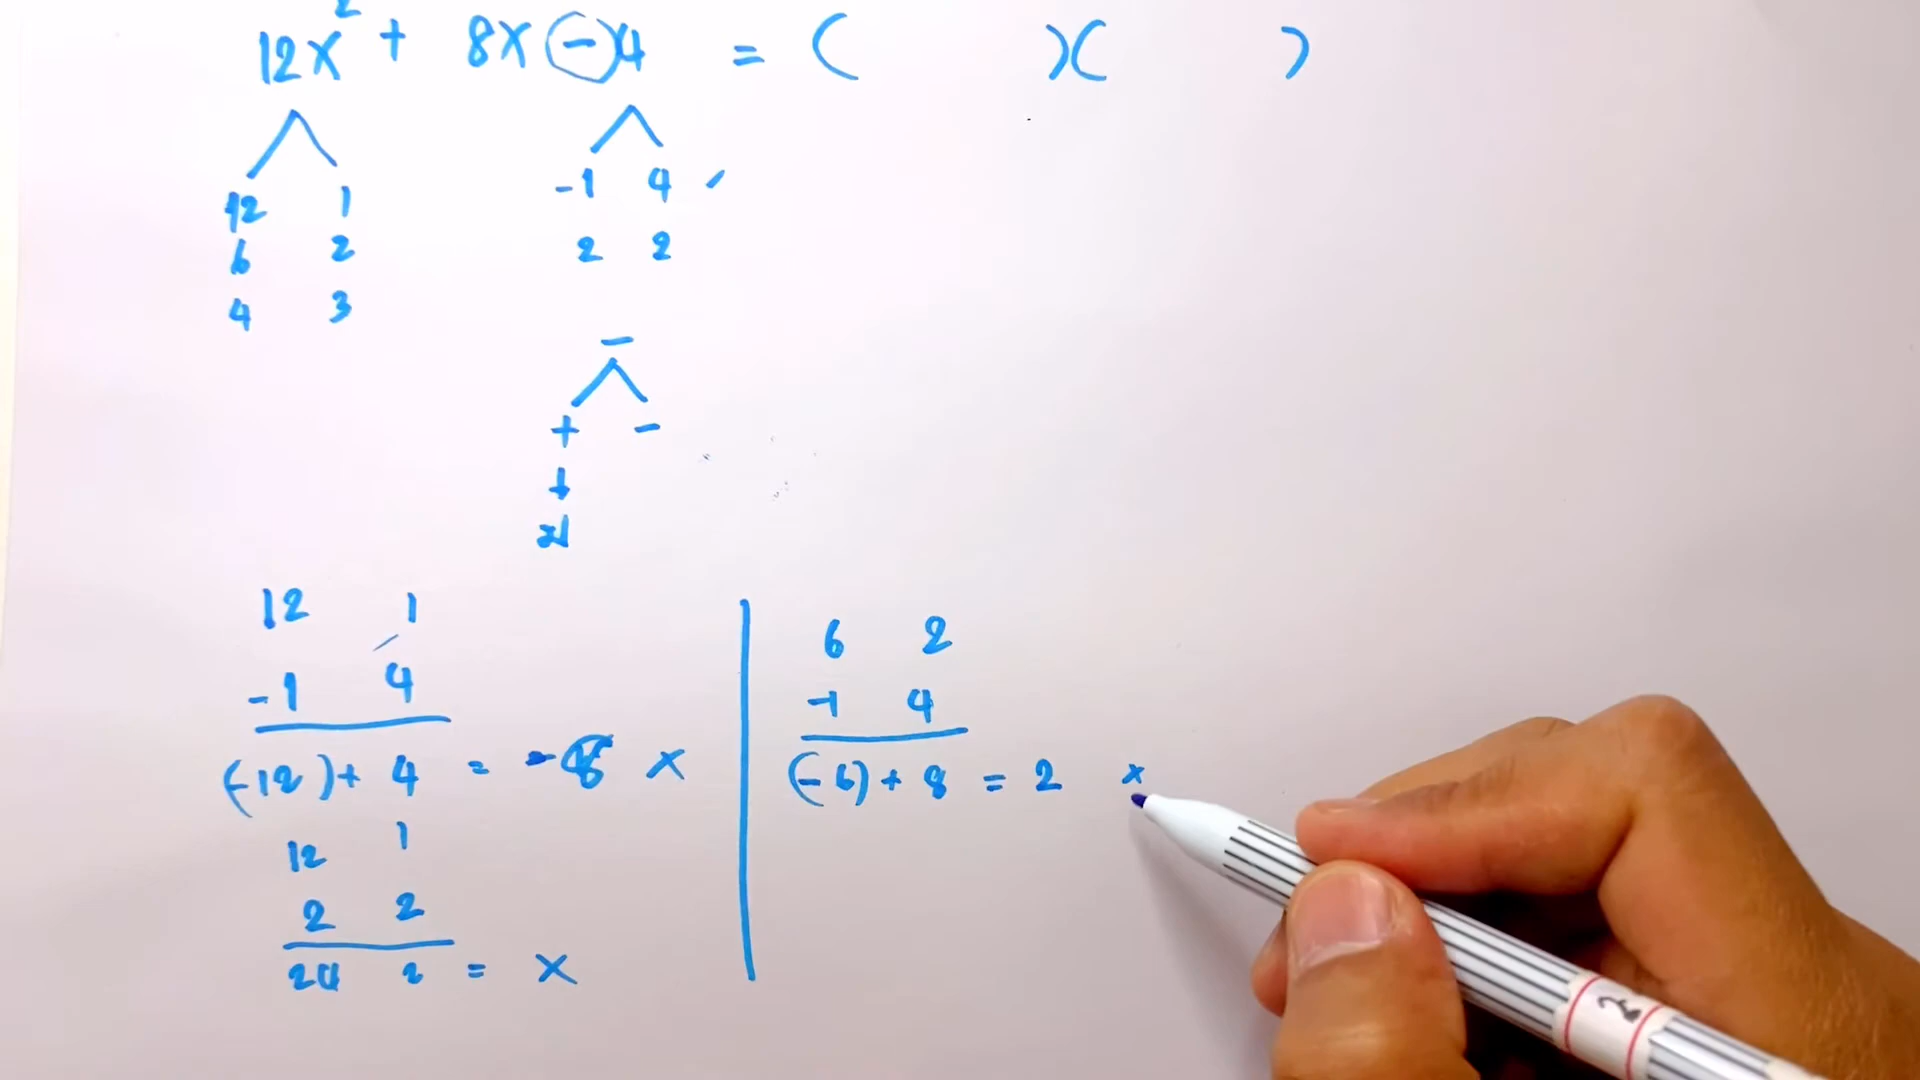 12x² + 8x - 4 = (      )(      )
12 1
6 2
4 3
-1 4 ✓
2 2
-
+ -
+
12 1
-1 4
(-12) + 4 = -8 x
12 1
2 2
24 2 = x
6 2
-1 4
(-6) + 8 = 2 x
2